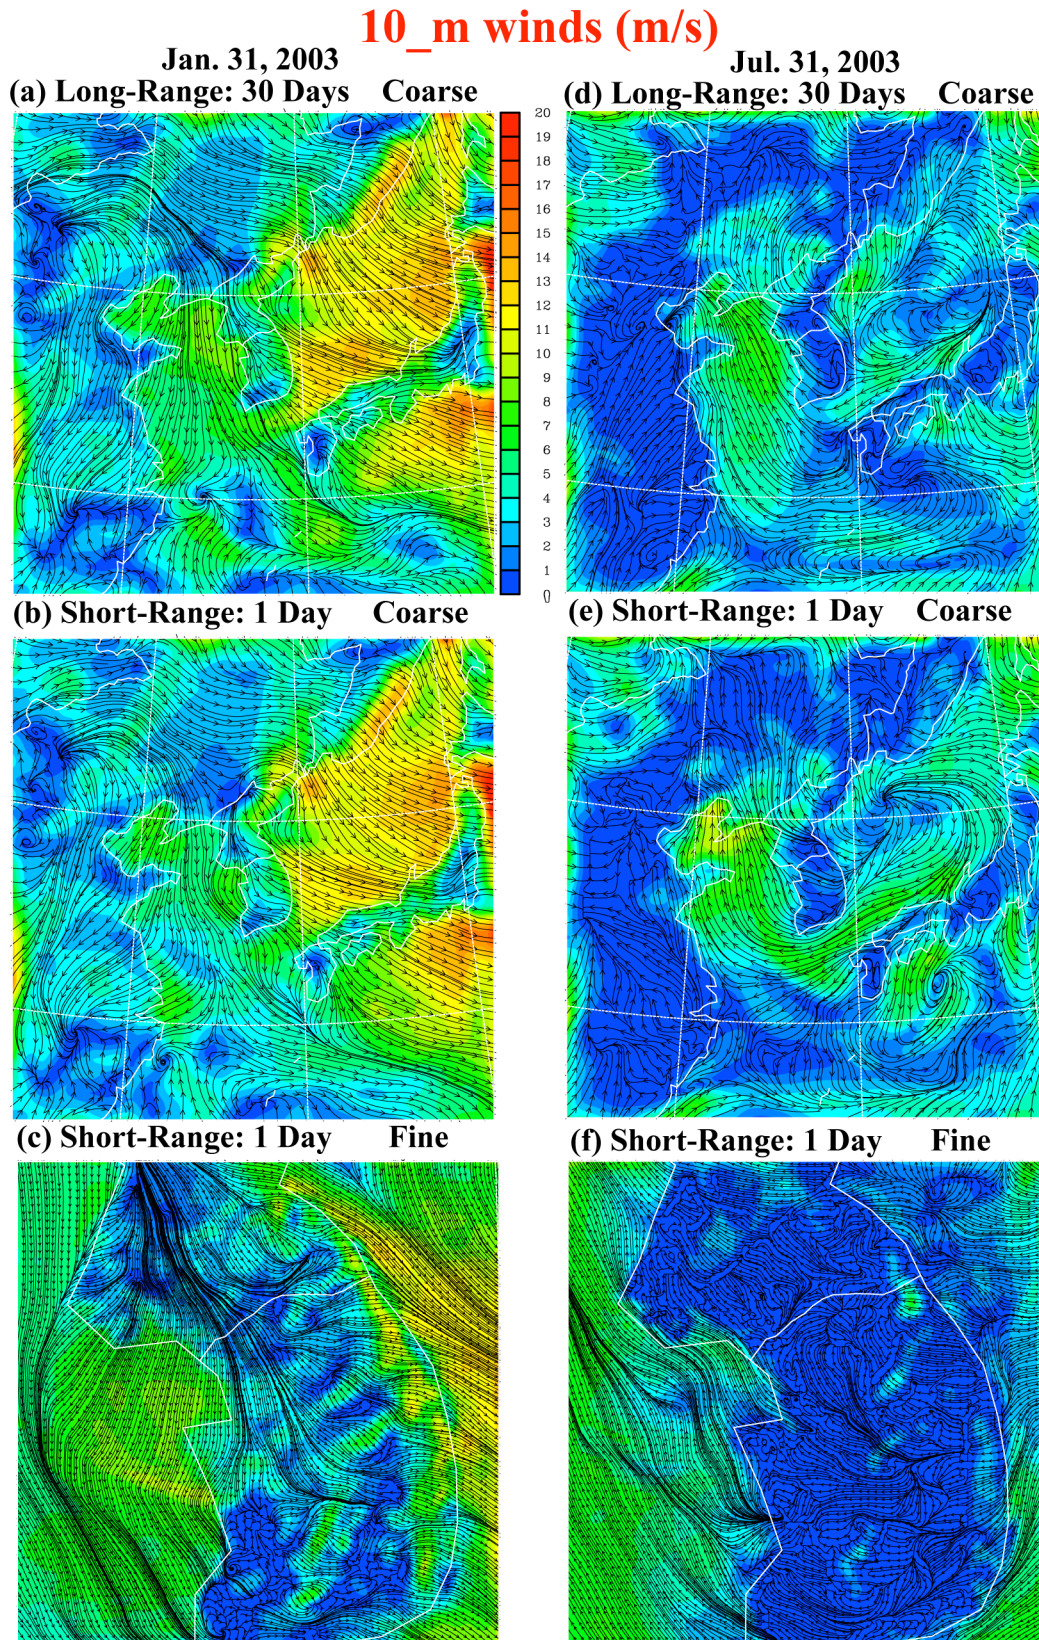 10_m winds (m/s)
Jan. 31, 2003
(a) Long-Range: 30 Days Coarse
20
19
18
17
16
15
14
13
12
11
10
9
8
7
6
5
4
3
2
1
0
Jul. 31, 2003
(d) Long-Range: 30 Days Coarse
(b) Short-Range: 1 Day Coarse
(e) Short-Range: 1 Day Coarse
(c) Short-Range: 1 Day Fine
(f) Short-Range: 1 Day Fine